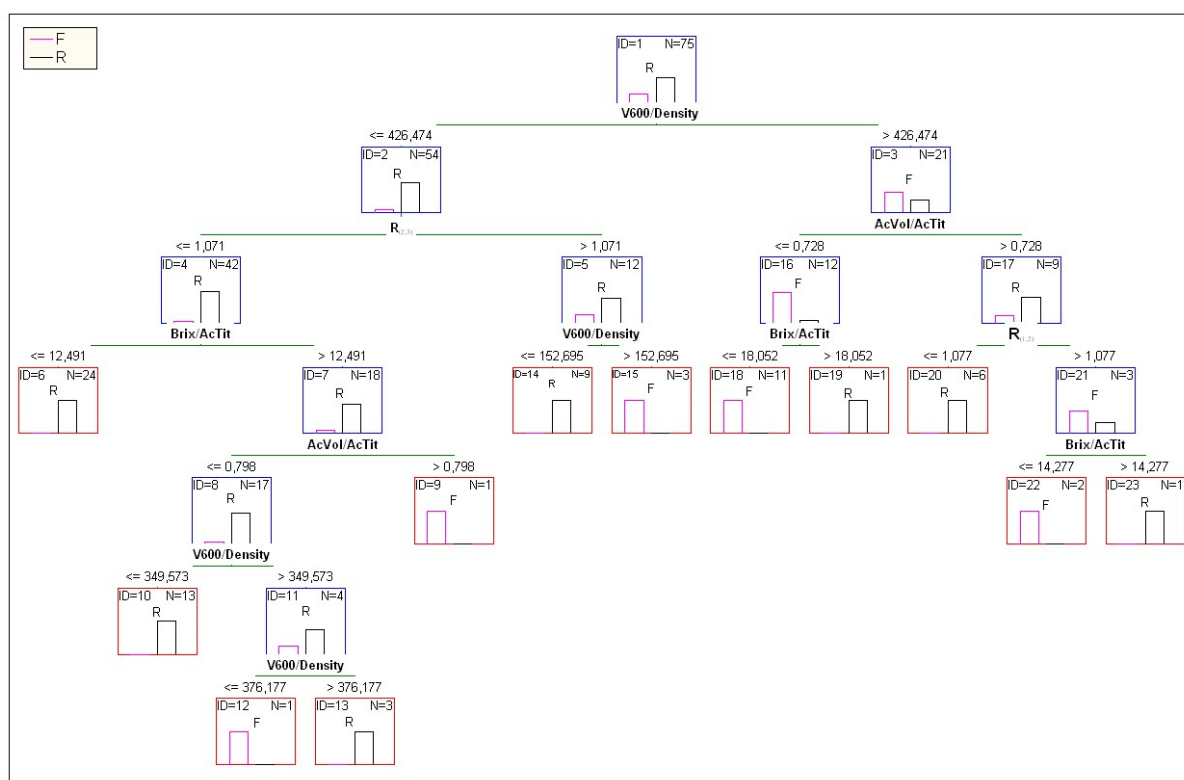 F
R
ID=1 N=75
R
V600/Density
<= 426,474 > 426,474
ID=2 N=54 ID=3 N=21
R F
R(2,3) AcVol/AcTit
<= 1,071 > 1,071 <= 0,728 > 0,728
ID=4 N=42 ID=5 N=12 ID=16 N=12 ID=17 N=9
R R F R
Brix/AcTit V600/Density Brix/AcTit R(1,2)
<= 12,491 > 12,491 <= 152,695 > 152,695 <= 18,052 > 18,052 <= 1,077 > 1,077
ID=6 N=24 ID=7 N=18 ID=14 N=9 ID=15 N=3 ID=18 N=11 ID=19 N=1 ID=20 N=6 ID=21 N=3
R R R F F R R F
AcVol/AcTit Brix/AcTit
<= 0,798 > 0,798 <= 14,277 > 14,277
ID=8 N=17 ID=9 N=1 ID=22 N=2 ID=23 N=1
R F F R
V600/Density
<= 349,573 > 349,573
ID=10 N=13 ID=11 N=4
R R
V600/Density
<= 376,177 > 376,177
ID=12 N=1 ID=13 N=3
F R